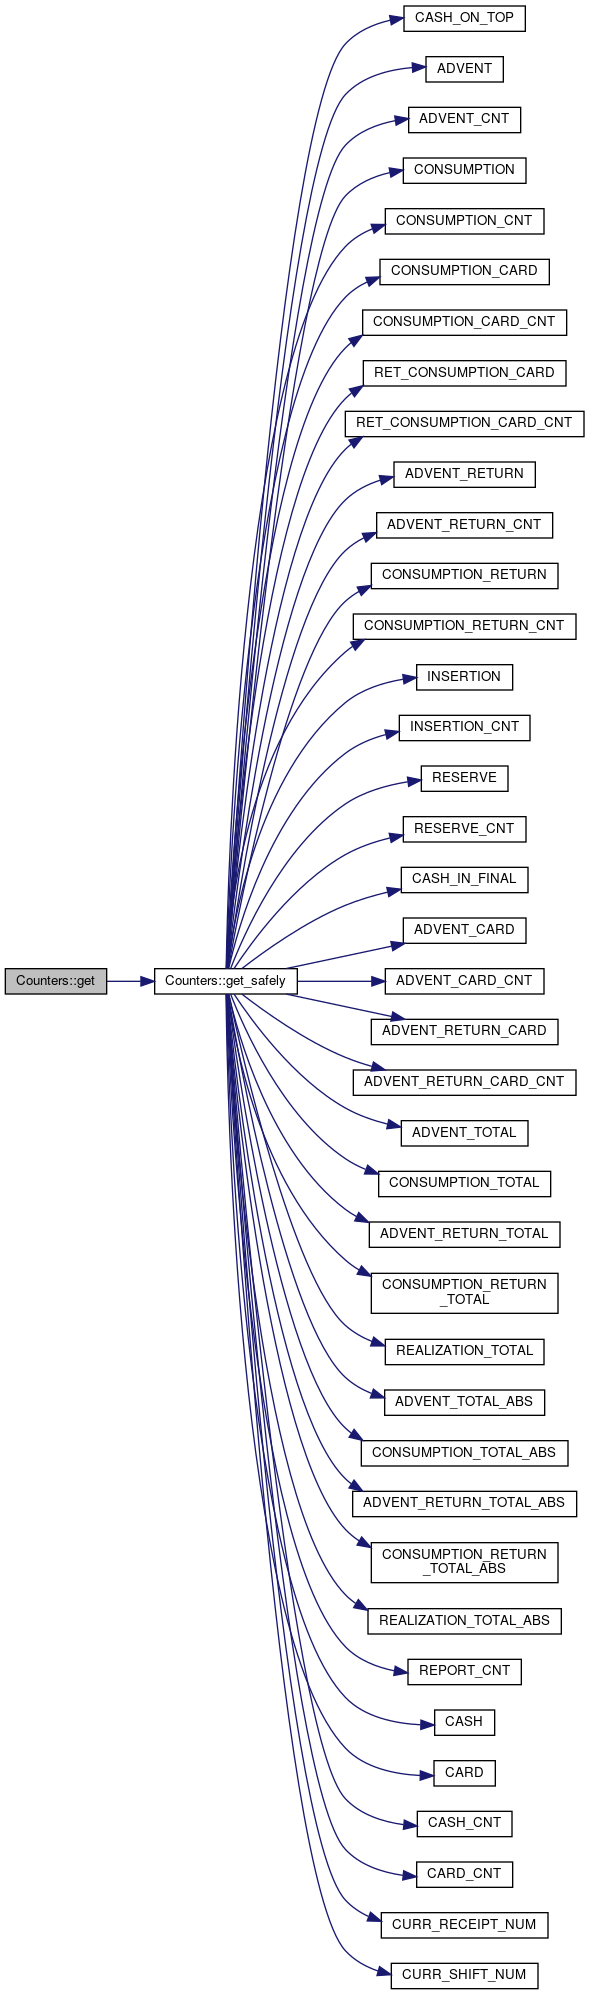 CASH_ON_TOP
ADVENT
ADVENT_CNT
CONSUMPTION
CONSUMPTION_CNT
CONSUMPTION_CARD
CONSUMPTION_CARD_CNT
RET_CONSUMPTION_CARD
RET_CONSUMPTION_CARD_CNT
ADVENT_RETURN
ADVENT_RETURN_CNT
CONSUMPTION_RETURN
CONSUMPTION_RETURN_CNT
INSERTION
INSERTION_CNT
RESERVE
RESERVE_CNT
CASH_IN_FINAL
ADVENT_CARD
Counters::get
Counters::get_safely
ADVENT_CARD_CNT
ADVENT_RETURN_CARD
ADVENT_RETURN_CARD_CNT
ADVENT_TOTAL
CONSUMPTION_TOTAL
ADVENT_RETURN_TOTAL
CONSUMPTION_RETURN
_TOTAL
REALIZATION_TOTAL
ADVENT_TOTAL_ABS
CONSUMPTION_TOTAL_ABS
ADVENT_RETURN_TOTAL_ABS
CONSUMPTION_RETURN
_TOTAL_ABS
REALIZATION_TOTAL_ABS
REPORT_CNT
CASH
CARD
CASH_CNT
CARD_CNT
CURR_RECEIPT_NUM
CURR_SHIFT_NUM